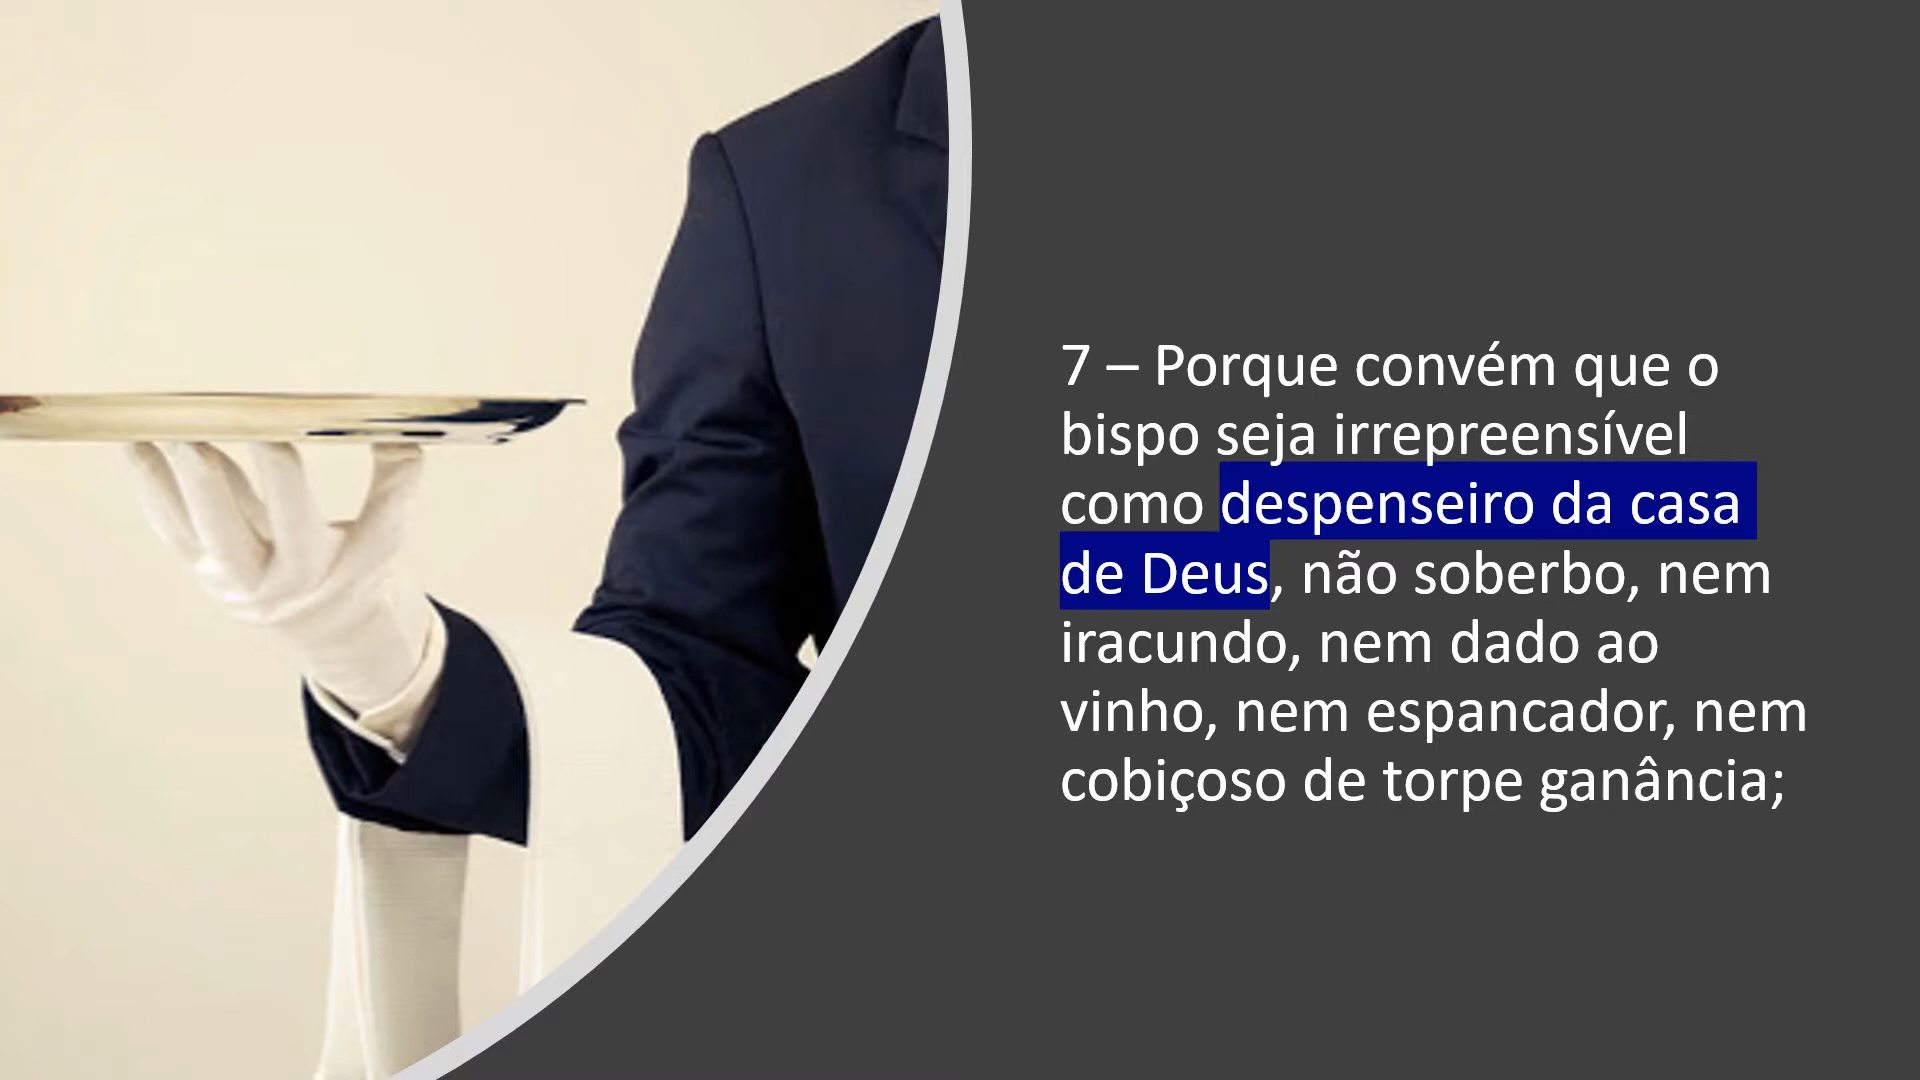 7 – Porque convém que o
bispo seja irrepreensível
como despenseiro da casa
de Deus, não soberbo, nem
iracundo, nem dado ao
vinho, nem espancador, nem
cobiçoso de torpe ganância;